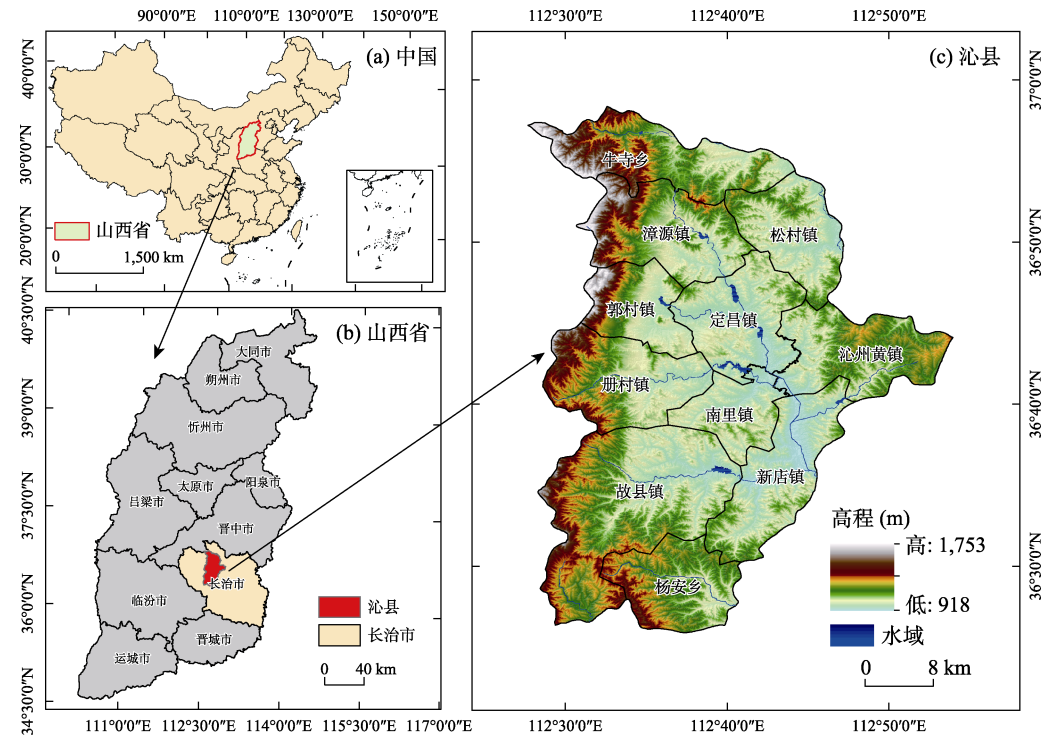 90°0′0″E 110°0′0″E 130°0′0″E 150°0′0″E
40°0′0″N
30°0′0″N
20°0′0″N
(a) 中国
山西省
0 1,500 km
40°30′0″N
39°0′0″N
37°30′0″N
36°0′0″N
34°30′0″N
(b) 山西省
大同市
朔州市
忻州市
太原市
阳泉市
吕梁市
晋中市
长治市
临汾市
晋城市
运城市
沁县
长治市
0 40 km
111°0′0″E 112°30′0″E 114°0′0″E 115°30′0″E 117°0′0″E
112°30′0″E 112°40′0″E 112°50′0″E
(c) 沁县
37°0′0″N
36°50′0″N
36°40′0″N
36°30′0″N
牛寺乡
漳源镇
松村镇
郭村镇
定昌镇
沁州黄镇
册村镇
南里镇
故县镇
新店镇
杨安乡
高程 (m)
高: 1,753
低: 918
水域
0 8 km
112°30′0″E 112°40′0″E 112°50′0″E